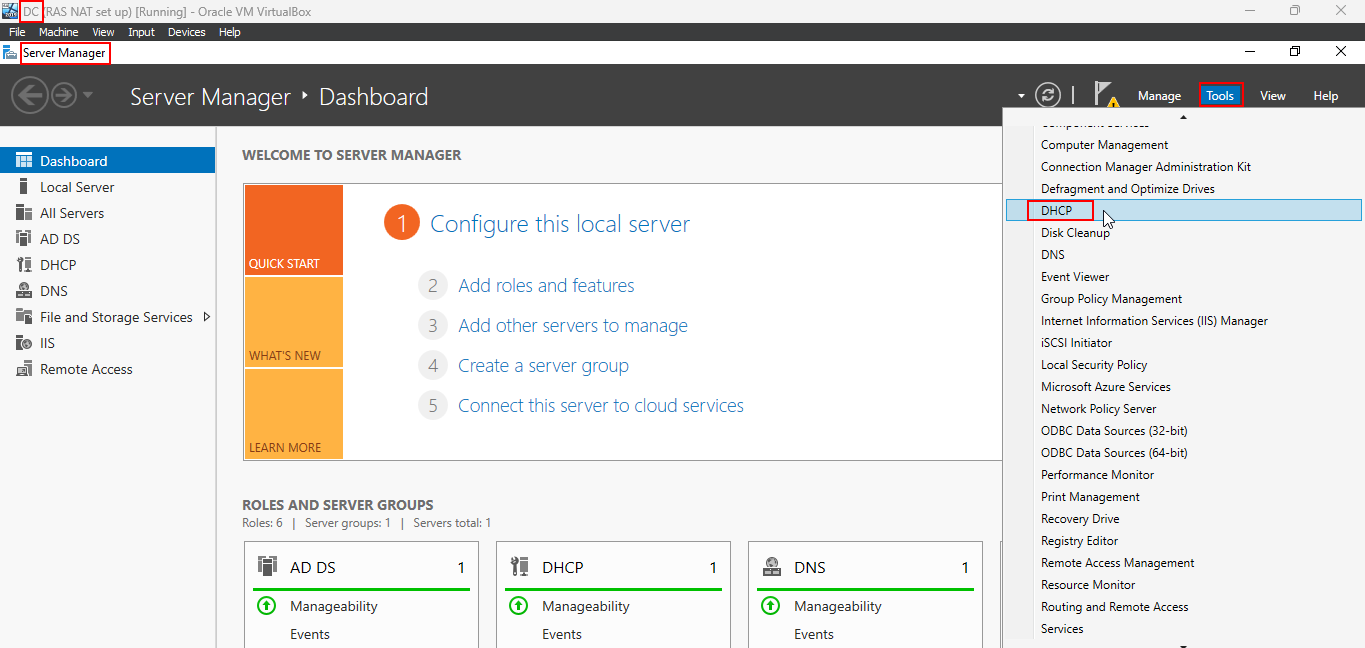 DC (RAS NAT set up) [Running] - Oracle VM VirtualBox
File Machine View Input Devices Help
Server Manager
Server Manager ‣ Dashboard
Manage Tools View Help
Dashboard
Local Server
All Servers
AD DS
DHCP
DNS
File and Storage Services
IIS
Remote Access
WELCOME TO SERVER MANAGER
QUICK START
WHAT'S NEW
LEARN MORE
1 Configure this local server
2 Add roles and features
3 Add other servers to manage
4 Create a server group
5 Connect this server to cloud services
ROLES AND SERVER GROUPS
Roles: 6 | Server groups: 1 | Servers total: 1
AD DS 1
Manageability
Events
DHCP 1
Manageability
Events
DNS 1
Manageability
Events
Component Services
Computer Management
Connection Manager Administration Kit
Defragment and Optimize Drives
DHCP
Disk Cleanup
DNS
Event Viewer
Group Policy Management
Internet Information Services (IIS) Manager
iSCSI Initiator
Local Security Policy
Microsoft Azure Services
Network Policy Server
ODBC Data Sources (32-bit)
ODBC Data Sources (64-bit)
Performance Monitor
Print Management
Recovery Drive
Registry Editor
Remote Access Management
Resource Monitor
Routing and Remote Access
Services